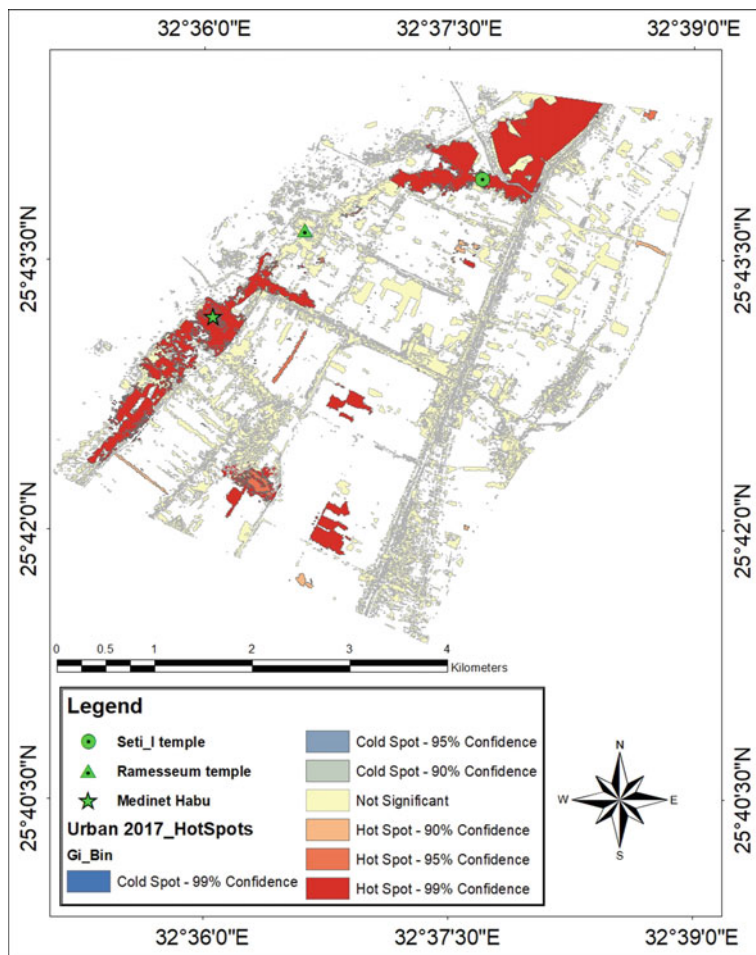 32°36'0"E 32°37'30"E 32°39'0"E
25°43'30"N 25°43'30"N
25°42'0"N 25°42'0"N
25°40'30"N 25°40'30"N
0 0.5 1 2 3 4
Kilometers
Legend
Seti_I temple
Ramesseum temple
Medinet Habu
Urban 2017_HotSpots
Gi_Bin
Cold Spot - 99% Confidence
Cold Spot - 95% Confidence
Cold Spot - 90% Confidence
Not Significant
Hot Spot - 90% Confidence
Hot Spot - 95% Confidence
Hot Spot - 99% Confidence
N
W E
S
32°36'0"E 32°37'30"E 32°39'0"E